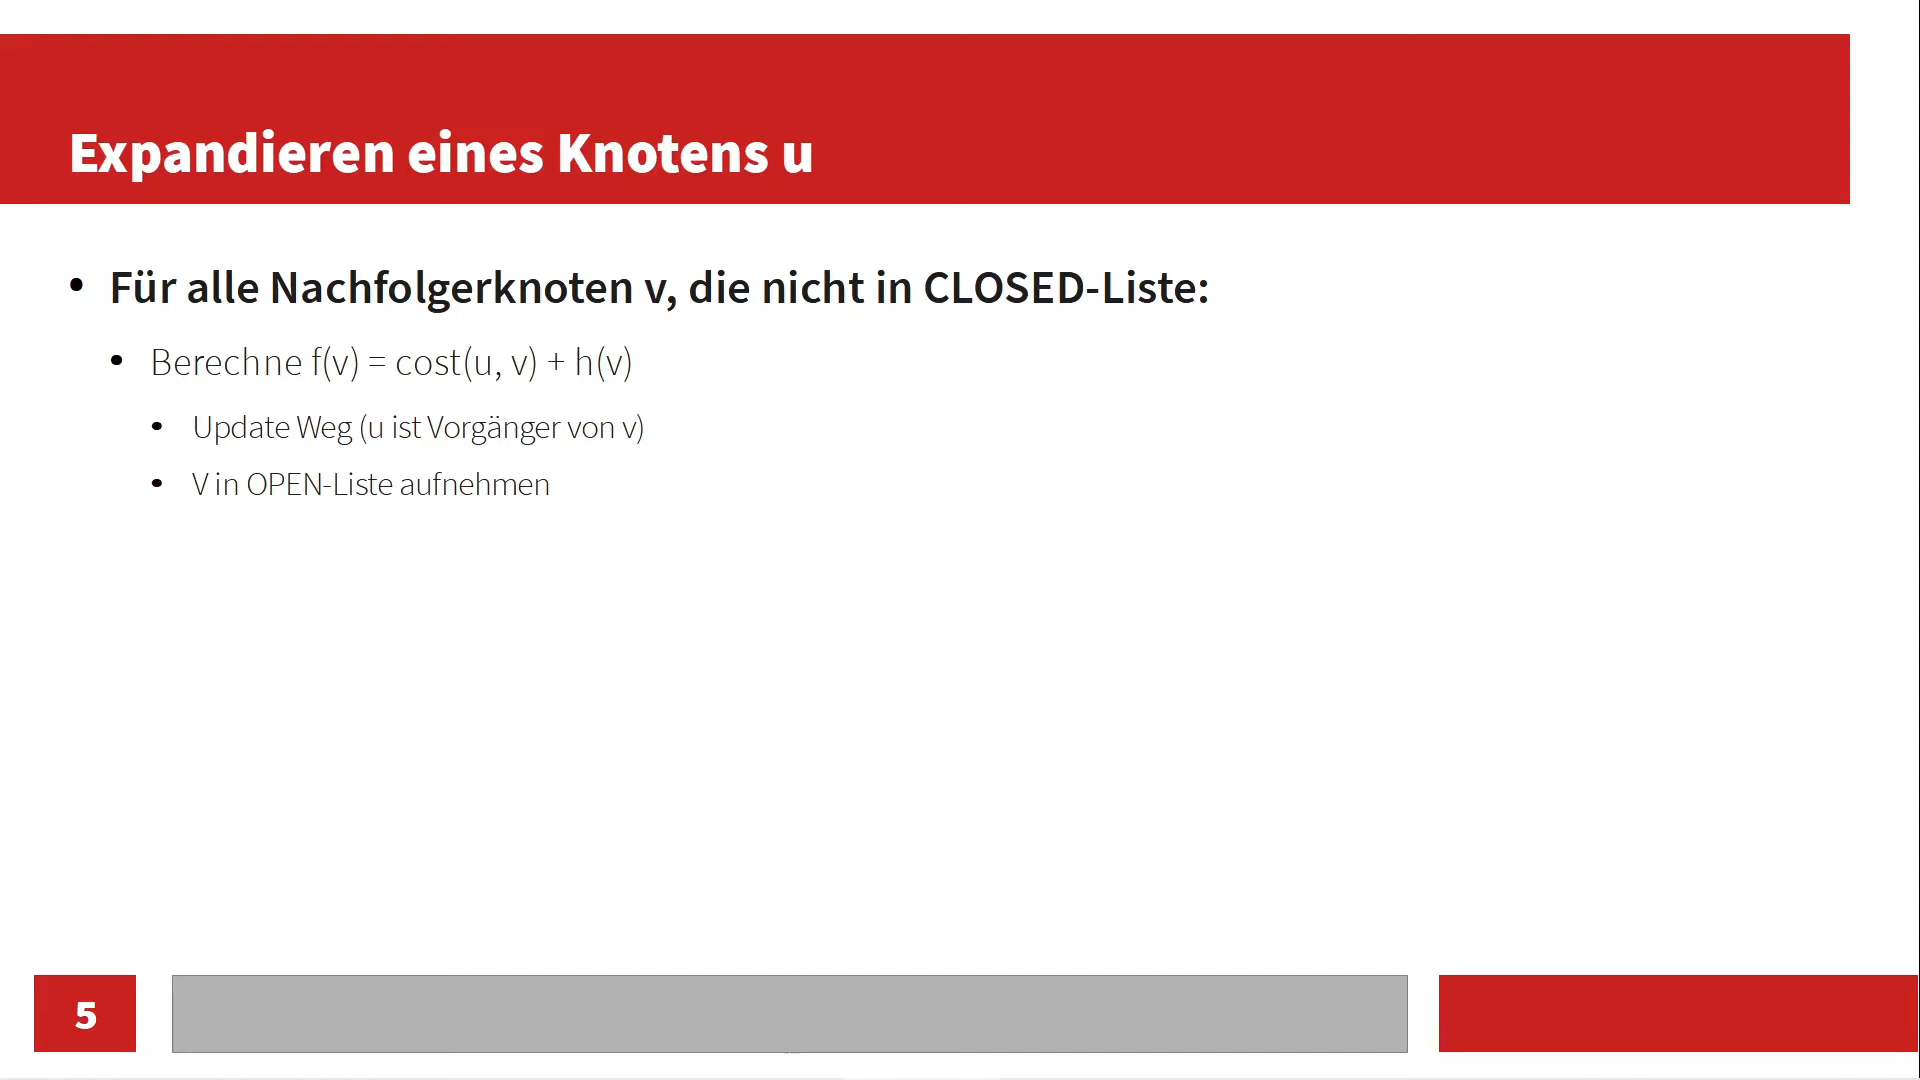 Expandieren eines Knotens u
• Für alle Nachfolgerknoten v, die nicht in CLOSED-Liste:
• Berechne f(v) = cost(u, v) + h(v)
• Update Weg (u ist Vorgänger von v)
• V in OPEN-Liste aufnehmen
5